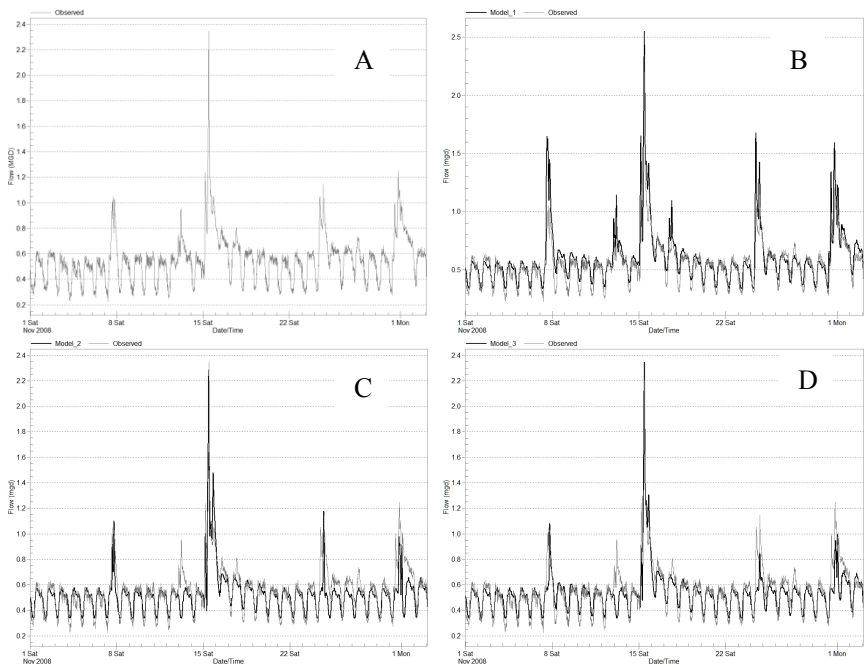 Observed
A
2.4
2.2
2.0
1.8
1.6
1.4
1.2
1.0
0.8
0.6
0.4
0.2
Flow (MGD)
1 Sat
8 Sat
15 Sat
22 Sat
1 Mon
Nov 2008
Date/Time
Model_1
Observed
B
2.5
2.0
1.5
1.0
0.5
Flow (mgd)
1 Sat
8 Sat
15 Sat
22 Sat
1 Mon
Nov 2008
Date/Time
Model_2
Observed
C
2.4
2.2
2.0
1.8
1.6
1.4
1.2
1.0
0.8
0.6
0.4
0.2
Flow (mgd)
1 Sat
8 Sat
15 Sat
22 Sat
1 Mon
Nov 2008
Date/Time
Model_3
Observed
D
2.4
2.2
2.0
1.8
1.6
1.4
1.2
1.0
0.8
0.6
0.4
0.2
Flow (mgd)
1 Sat
8 Sat
15 Sat
22 Sat
1 Mon
Nov 2008
Date/Time